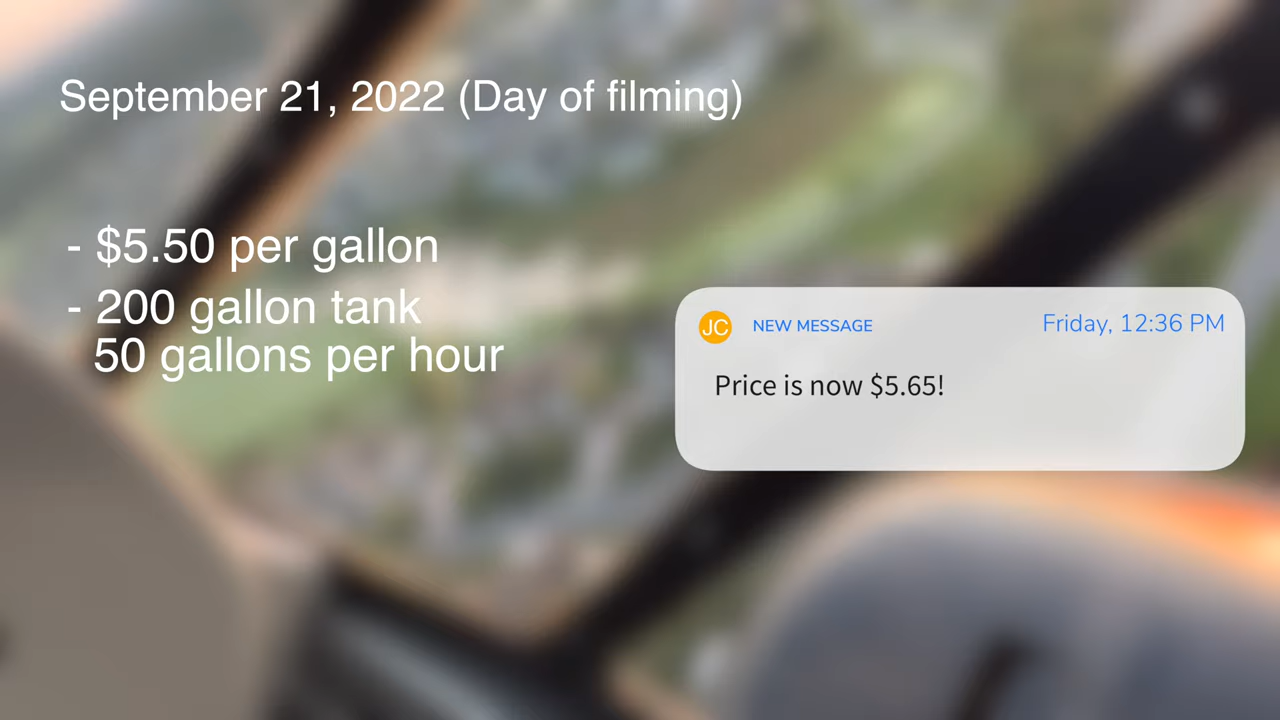 September 21, 2022 (Day of filming)
- $5.50 per gallon
- 200 gallon tank
50 gallons per hour
JC NEW MESSAGE Friday, 12:36 PM
Price is now $5.65!